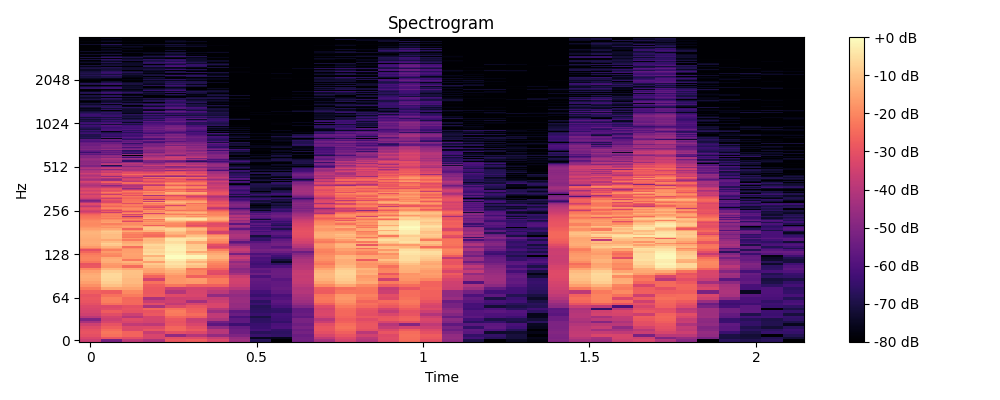 Spectrogram
+0 dB
2048
-10 dB
1024
-20 dB
512
-30 dB
Hz
-40 dB
256
-50 dB
128
-60 dB
64
-70 dB
0
-80 dB
0 0.5 1 1.5 2
Time